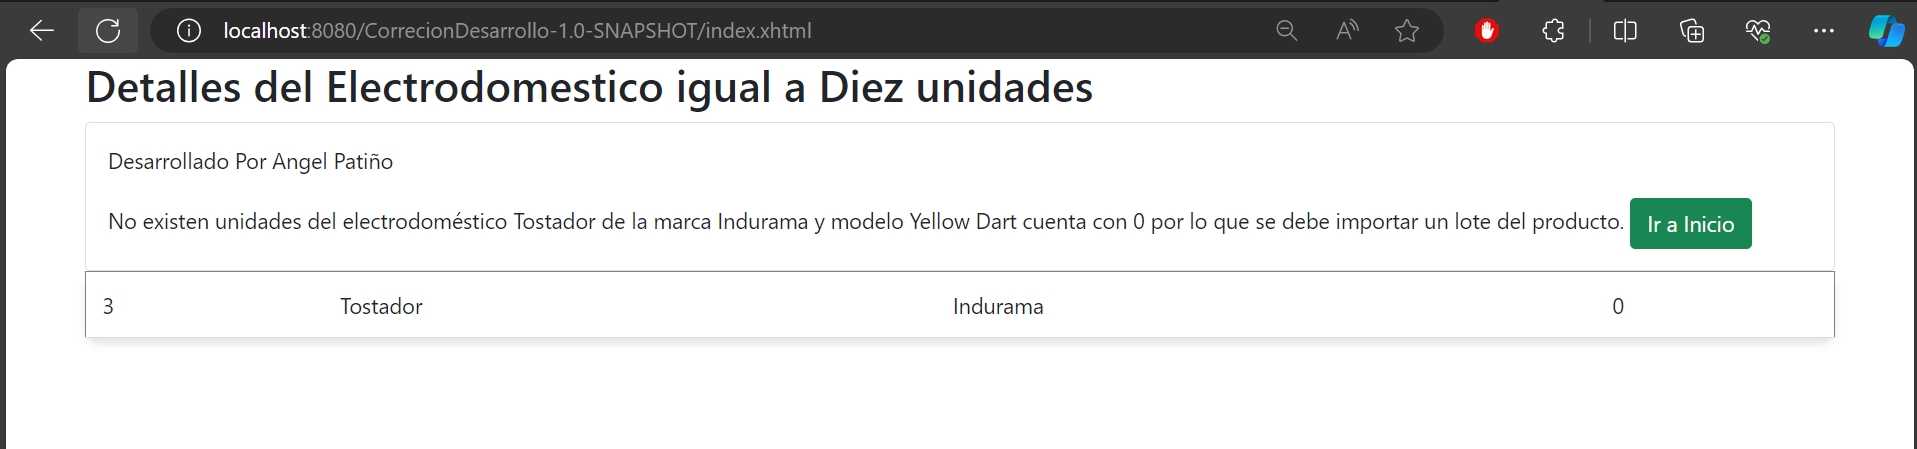 localhost:8080/CorrecionDesarrollo-1.0-SNAPSHOT/index.xhtml
Detalles del Electrodomestico igual a Diez unidades
Desarrollado Por Angel Patiño
No existen unidades del electrodoméstico Tostador de la marca Indurama y modelo Yellow Dart cuenta con 0 por lo que se debe importar un lote del producto. Ir a Inicio
3 Tostador Indurama 0